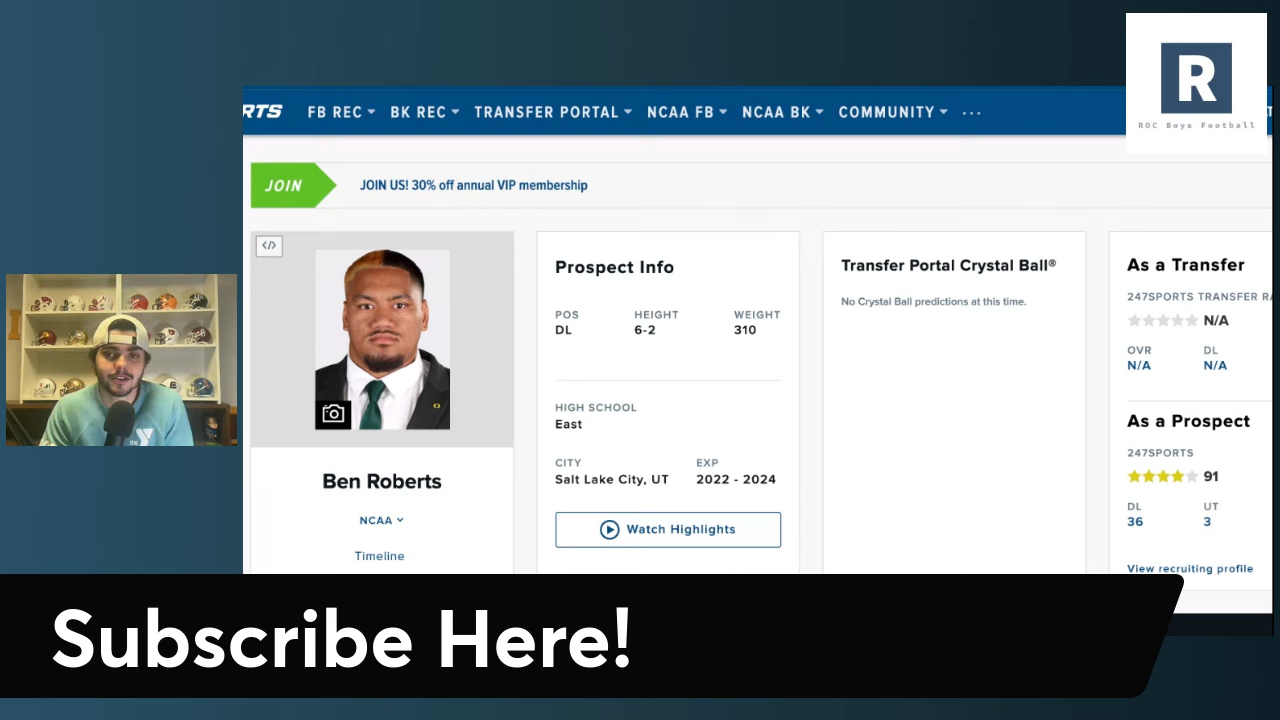 R
ROC Boys Football
RTS FB REC BK REC TRANSFER PORTAL NCAA FB NCAA BK COMMUNITY ...
JOIN JOIN US! 30% off annual VIP membership
</>
Ben Roberts
NCAA
Timeline
Prospect Info
POS HEIGHT WEIGHT
DL 6-2 310
HIGH SCHOOL
East
CITY EXP
Salt Lake City, UT 2022 - 2024
Watch Highlights
Transfer Portal Crystal Ball®
No Crystal Ball predictions at this time.
As a Transfer
247SPORTS TRANSFER RA
N/A
OVR DL
N/A N/A
As a Prospect
247SPORTS
91
DL UT
36 3
View recruiting profile
Subscribe Here!